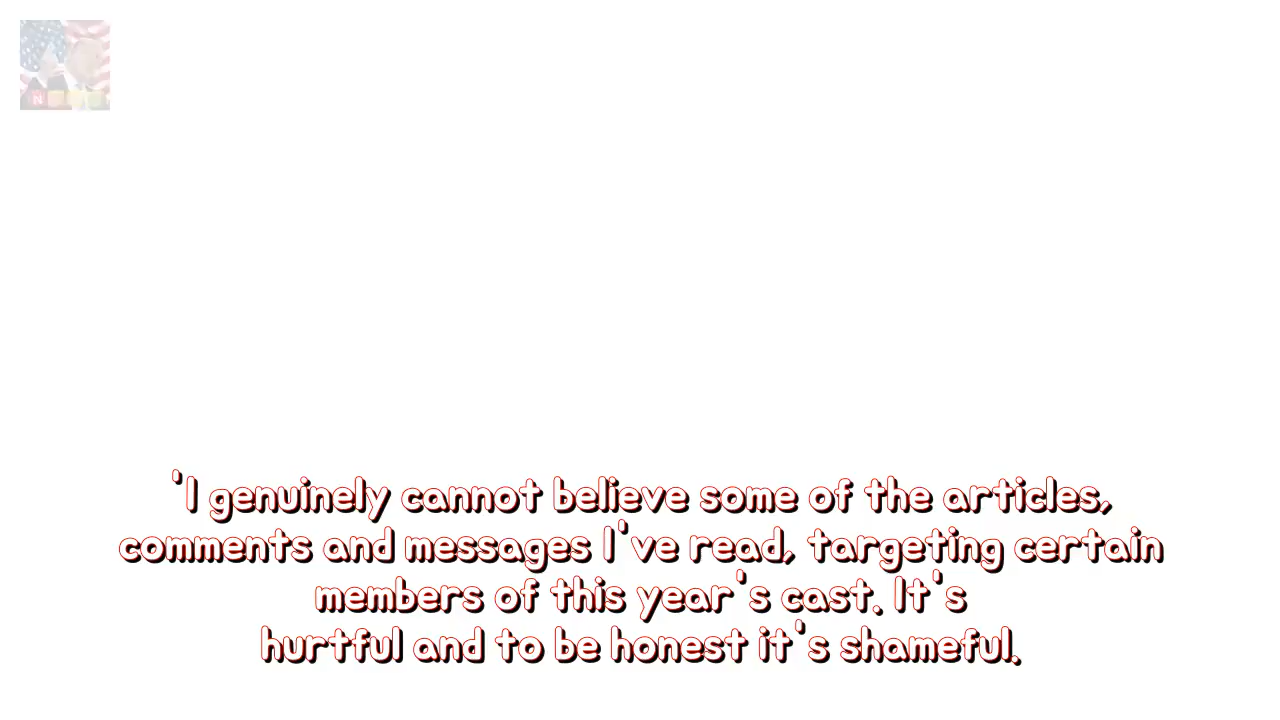 'I genuinely cannot believe some of the articles,
comments and messages I've read, targeting certain
members of this year's cast. It's
hurtful and to be honest it's shameful.